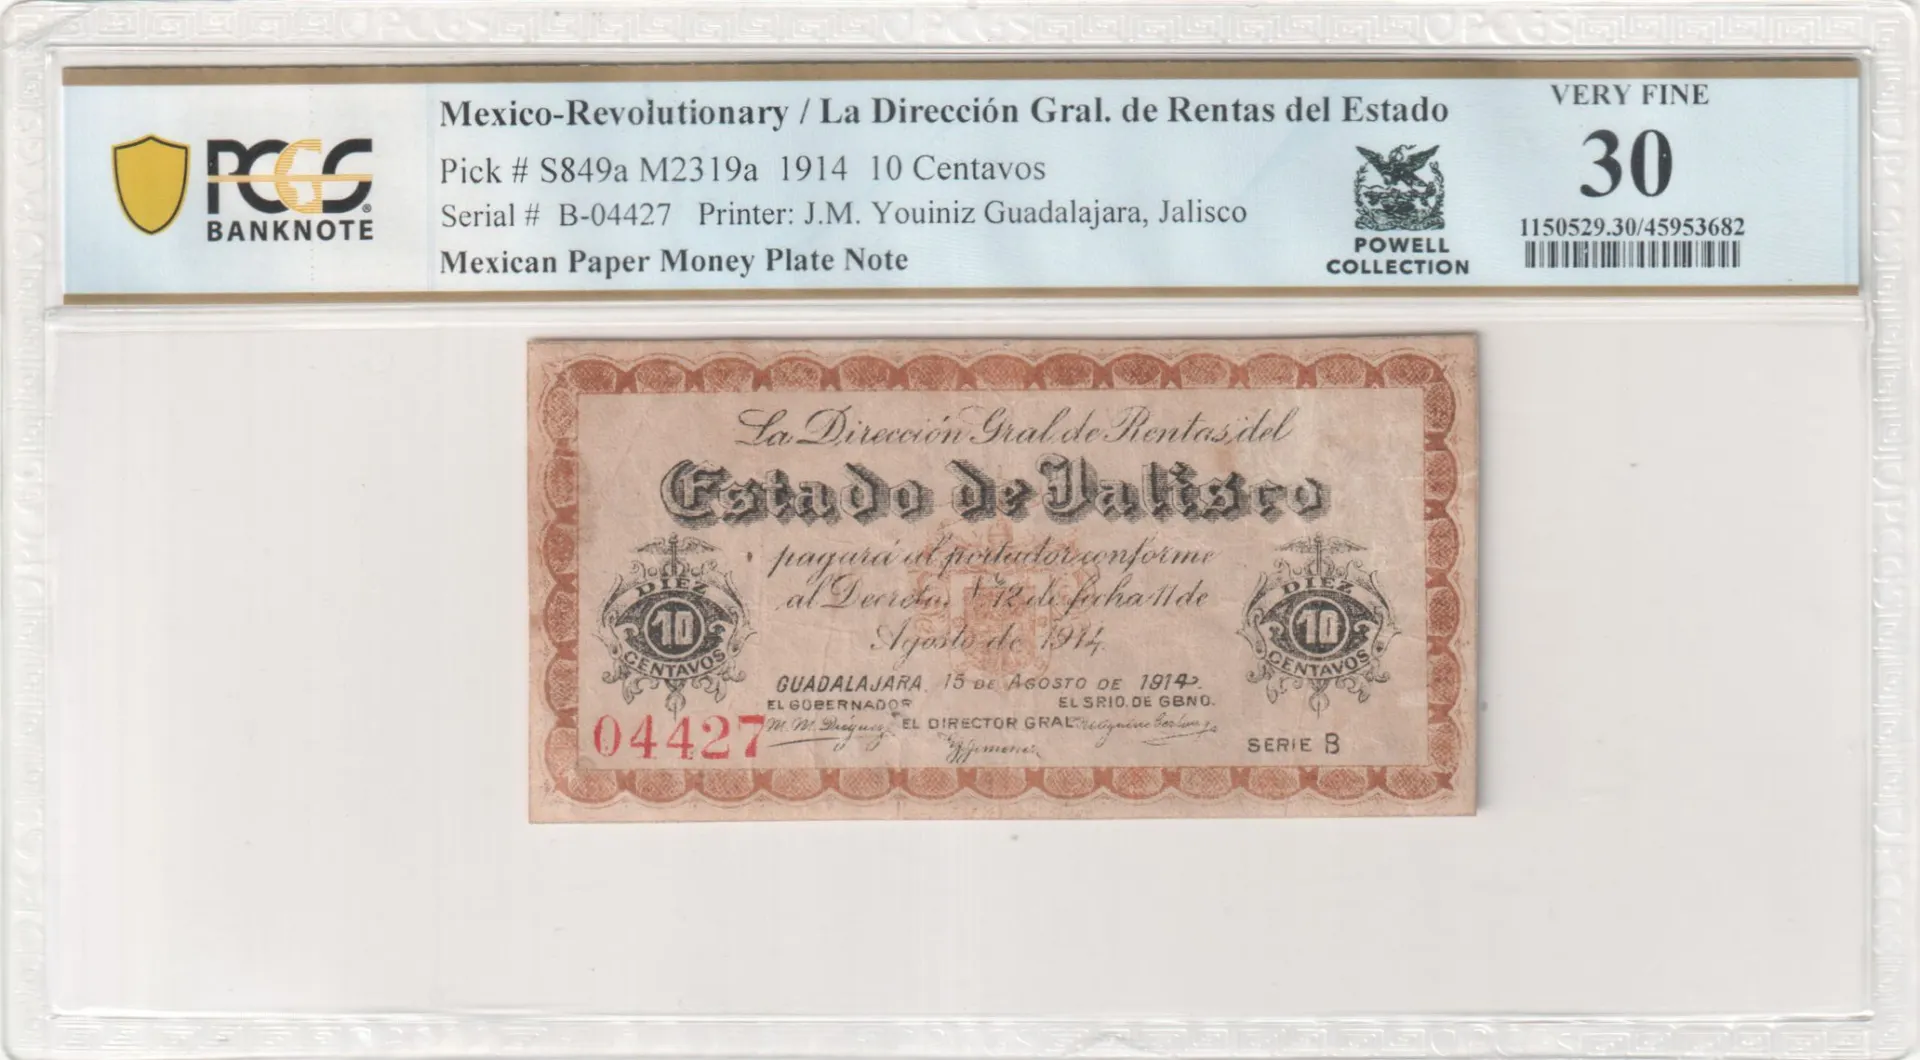 Mexico-Revolutionary / La Dirección Gral. de Rentas del Estado
Pick # S849a M2319a 1914 10 Centavos
Serial # B-04427 Printer: J.M. Youiniz Guadalajara, Jalisco
Mexican Paper Money Plate Note
PCGS
BANKNOTE
POWELL
COLLECTION
VERY FINE
30
1150529.30/45953682
La Dirección Gral de Rentas del
Estado de Jalisco
pagará al portador conforme
al Decreto N 12 de fecha 11 de
Agosto de 1914.
DIEZ
10
CENTAVOS
DIEZ
10
CENTAVOS
GUADALAJARA, 15 DE AGOSTO DE 1914.
EL GOBERNADOR
EL SRIO. DE GBNO.
M. M. Dieguez
EL DIRECTOR GRAL
04427
SERIE B